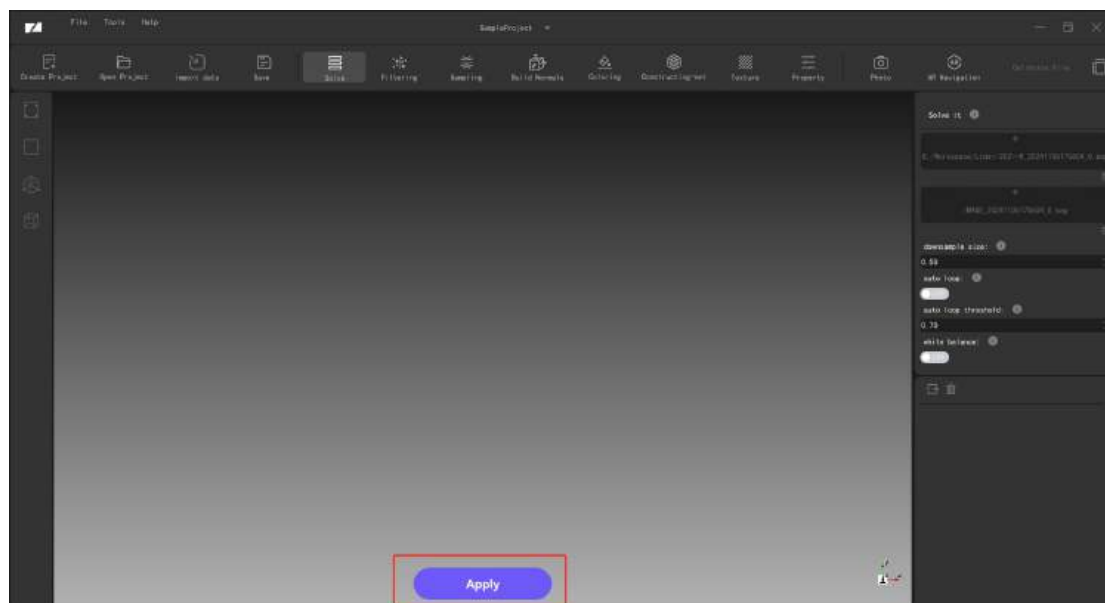 File Tools Help
SampleProject
Create Project Open Project Import data Save Solve Filtering Sampling Build Normals Coloring Texture Property Photo AR Navigation
Solve it
downsample size:
0.50
auto loop:
auto loop threshold:
0.70
white balance:
Apply